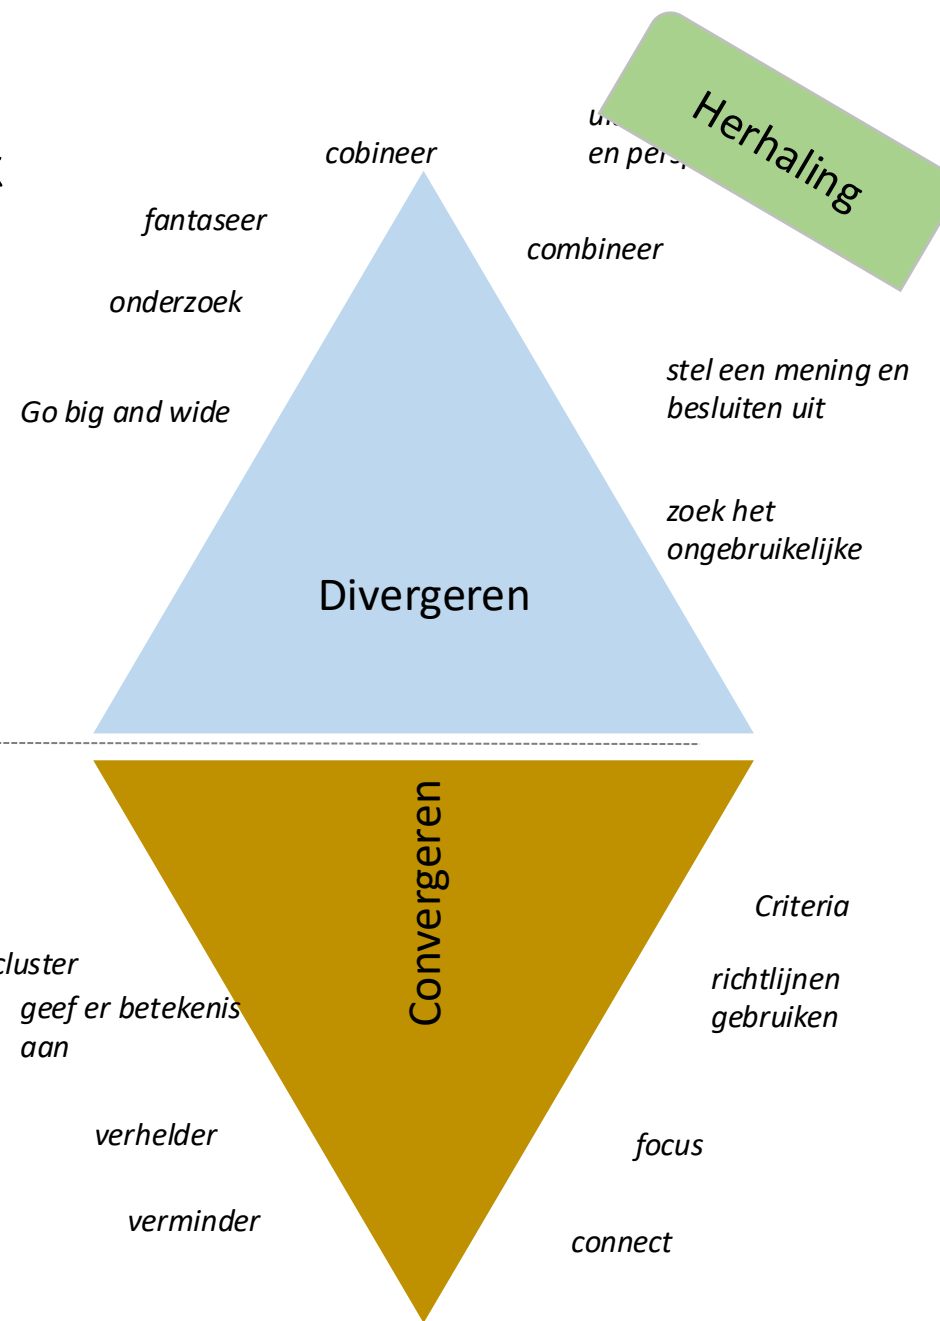 Herhaling
en
cobineer
fantaseer
combineer
onderzoek
stel een mening en
besluiten uit
Go big and wide
zoek het
ongebruikelijke
Divergeren
Convergeren
Criteria
cluster
richtlijnen
gebruiken
geef er betekenis
aan
verhelder
focus
verminder
connect